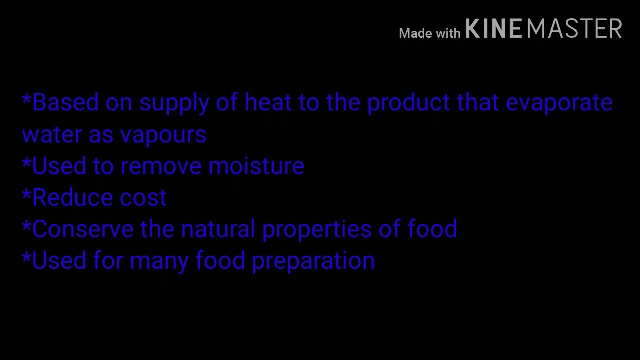 Made with KINEMASTER
*Based on supply of heat to the product that evaporate
water as vapours
*Used to remove moisture
*Reduce cost
*Conserve the natural properties of food
*Used for many food preparation